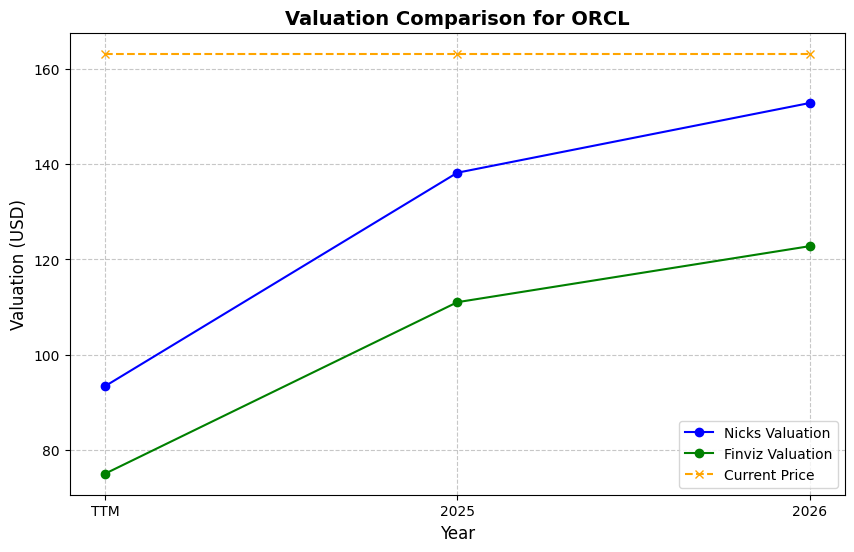 Valuation Comparison for ORCL
Valuation (USD)
160
140
120
100
80
TTM
2025
2026
Year
Nicks Valuation
Finviz Valuation
Current Price